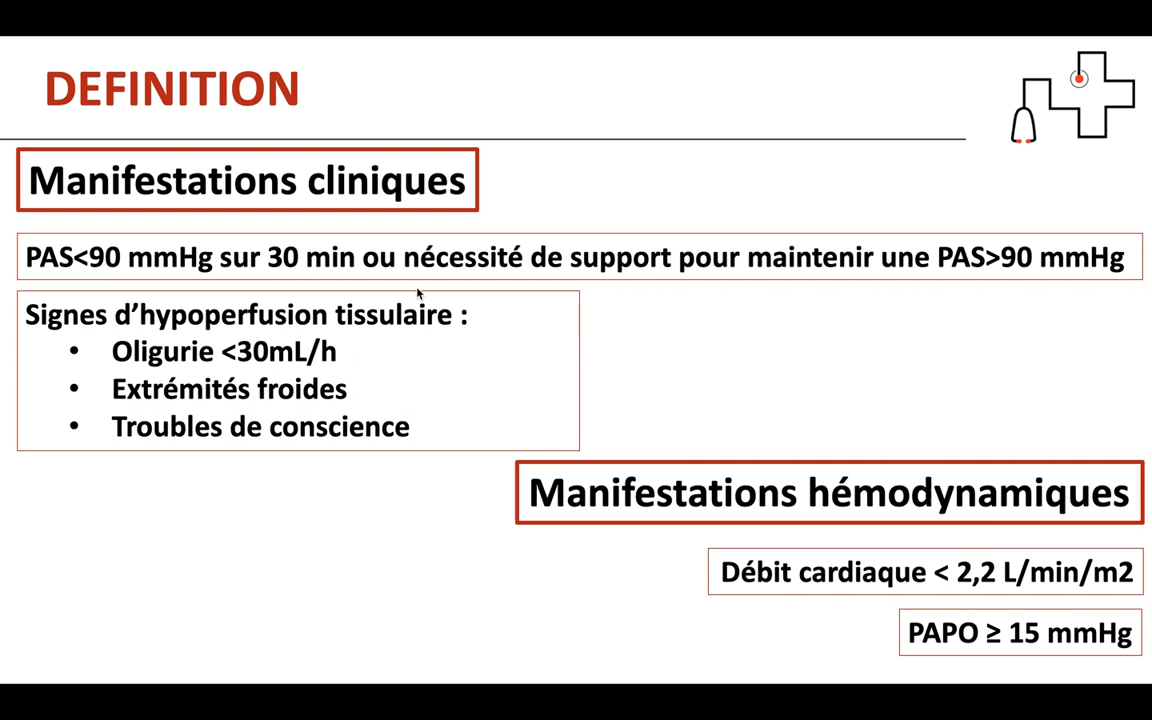 DEFINITION
Manifestations cliniques
PAS<90 mmHg sur 30 min ou nécessité de support pour maintenir une PAS>90 mmHg
Signes d’hypoperfusion tissulaire :
• Oligurie <30mL/h
• Extrémités froides
• Troubles de conscience
Manifestations hémodynamiques
Débit cardiaque < 2,2 L/min/m2
PAPO ≥ 15 mmHg